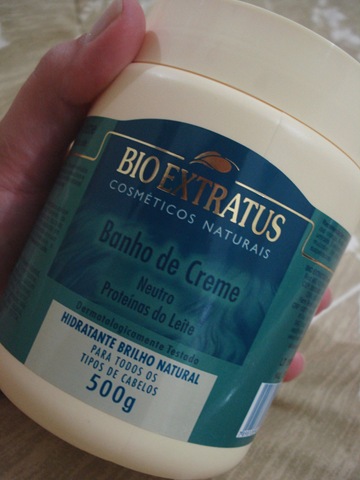 BIO EXTRATUS
COSMÉTICOS NATURAIS
Banho de Creme
Neutro
Proteínas do Leite
Dermatologicamente Testado
HIDRATANTE BRILHO NATURAL
PARA TODOS OS
TIPOS DE CABELOS
500g